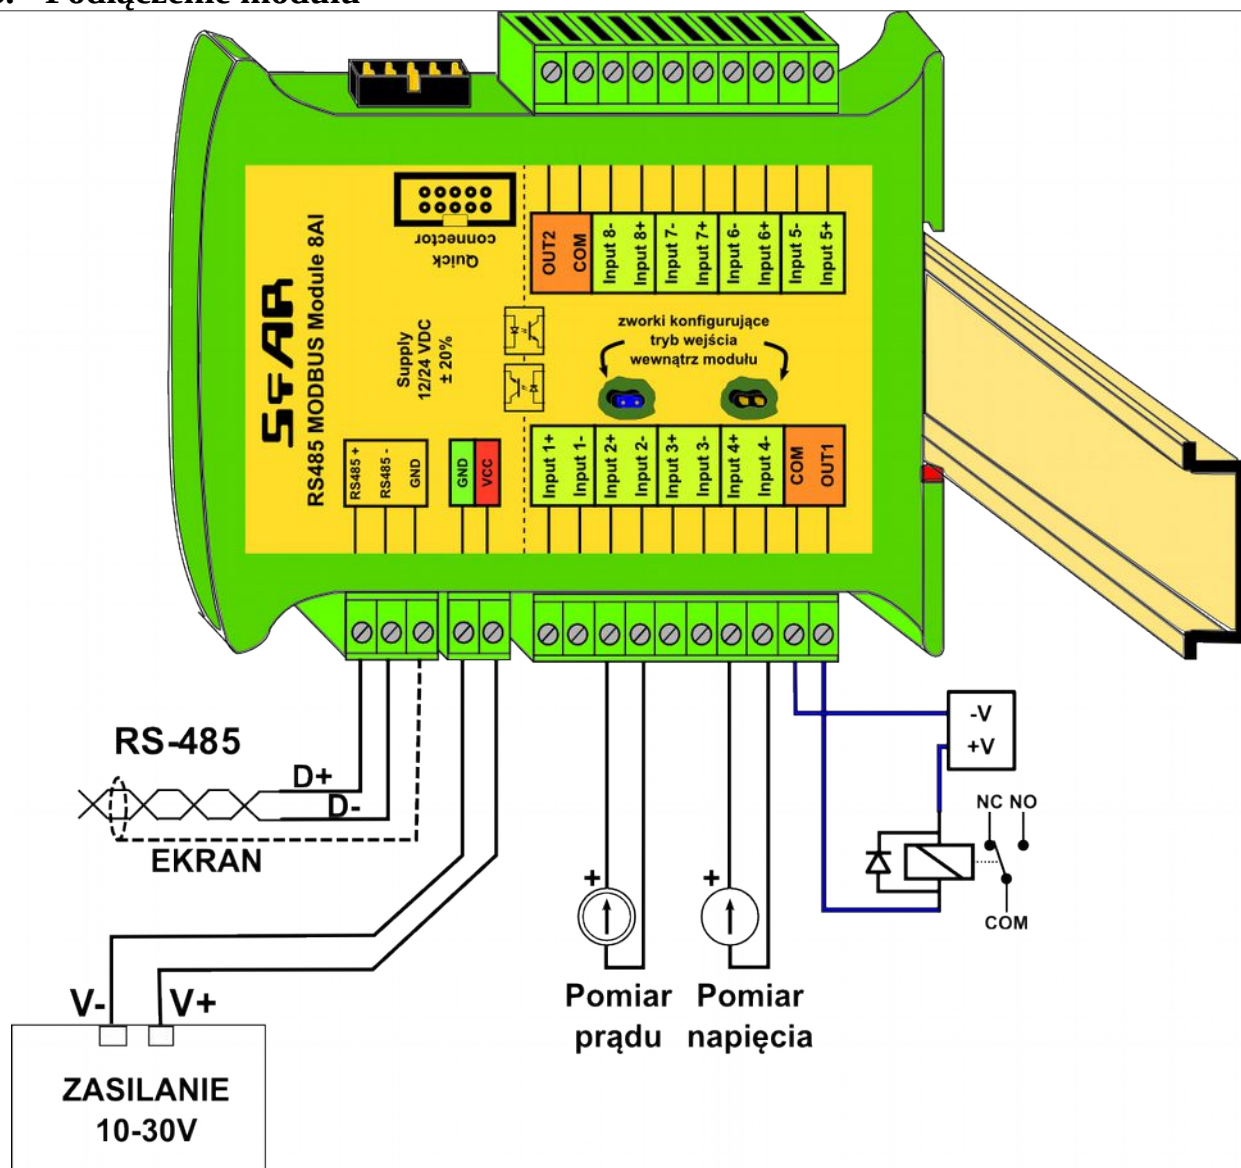 Podłączenie modułu
SfAR
RS485 MODBUS Module 8AI
Quick
connector
Supply
12/24 VDC
± 20%
OUT2
COM
Input 8-
Input 8+
Input 7-
Input 7+
Input 6-
Input 6+
Input 5-
Input 5+
zworki konfigurujące
tryb wejścia
wewnątrz modułu
RS485 +
RS485 -
GND
GND
VCC
Input 1+
Input 1-
Input 2+
Input 2-
Input 3+
Input 3-
Input 4+
Input 4-
COM
OUT1
RS-485
D+
D-
EKRAN
V-
V+
ZASILANIE
10-30V
+
Pomiar
prądu
+
Pomiar
napięcia
-V
+V
NC NO
COM